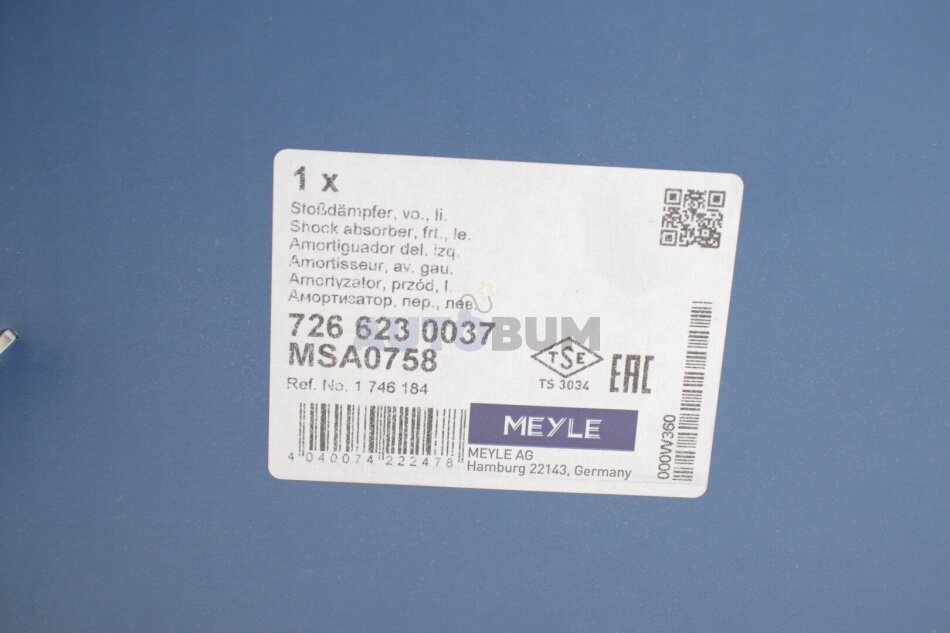 1 x
Stoßdämpfer, vo., li.
Shock absorber, frt., le.
Amortiguador del. izq.
Amortisseur, av. gau.
Amortyzator, przód, l.
Амортизатор, пер., лев.
726 623 0037
AUTOBUM
MSA0758
TSE
TS 3034
EAC
Ref. No. 1 746 184
MEYLE
4 040074 222478
MEYLE AG
Hamburg 22143, Germany
000W360